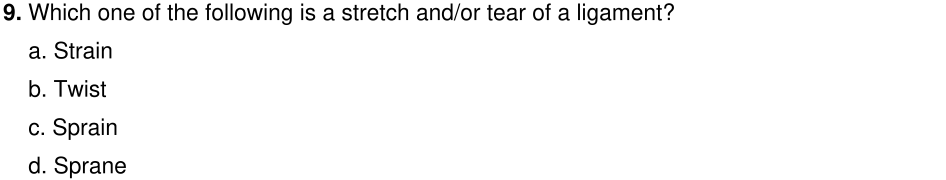 9. Which one of the following is a stretch and/or tear of a ligament?
a. Strain
b. Twist
c. Sprain
d. Sprane